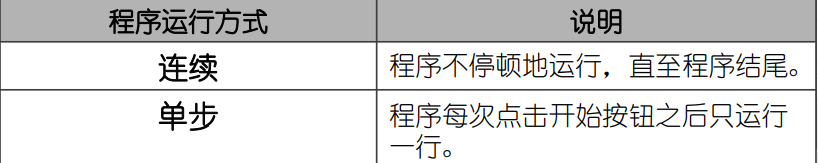 程序运行方式 说明
连续 程序不停顿地运行，直至程序结尾。
单步 程序每次点击开始按钮之后只运行
一行。